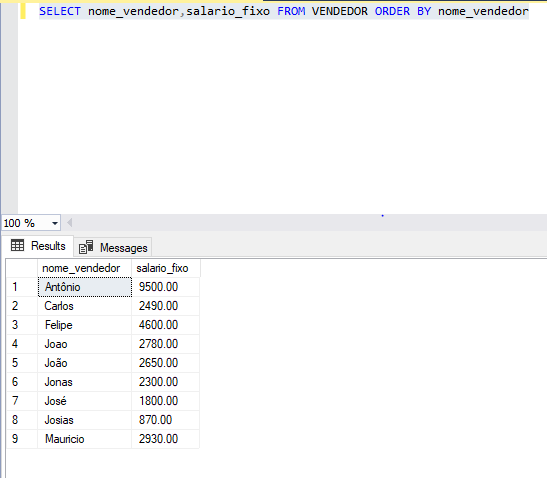 SELECT nome_vendedor,salario_fixo FROM VENDEDOR ORDER BY nome_vendedor
100 %
Results Messages
nome_vendedor salario_fixo
1 Antônio 9500.00
2 Carlos 2490.00
3 Felipe 4600.00
4 Joao 2780.00
5 João 2650.00
6 Jonas 2300.00
7 José 1800.00
8 Josias 870.00
9 Mauricio 2930.00